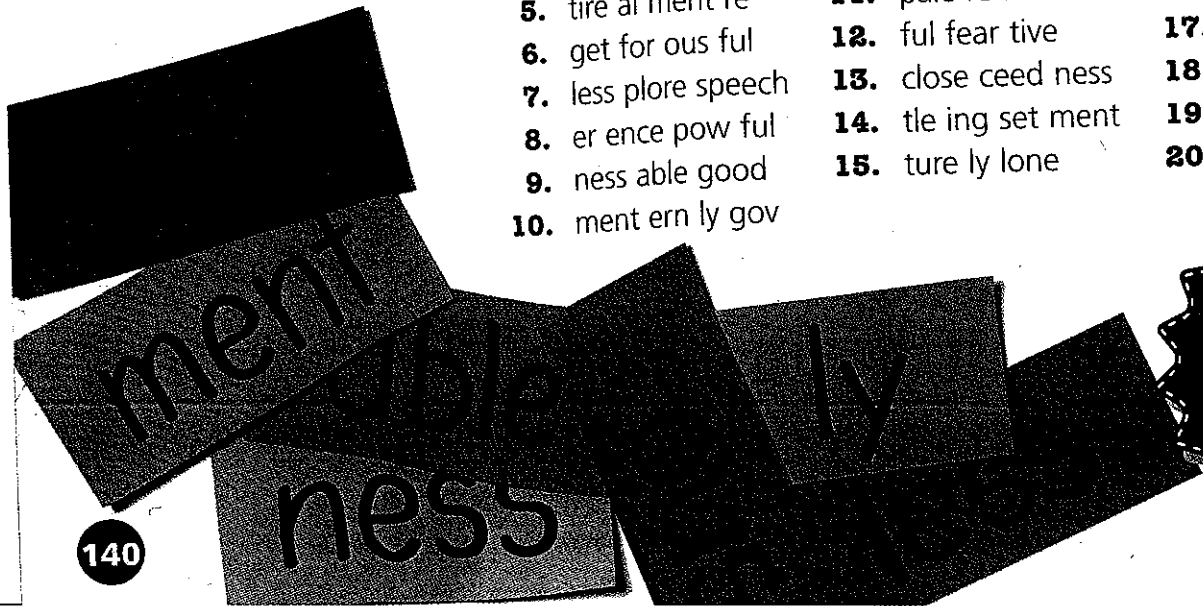 5. tire al ment re
6. get for ous ful
7. less plore speech
8. er ence pow ful
9. ness able good
10. ment ern ly gov
12. ful fear tive
13. close ceed ness
14. tle ing set ment
15. ture ly lone
17.
18
19
20
ment
able
ly
ness
140